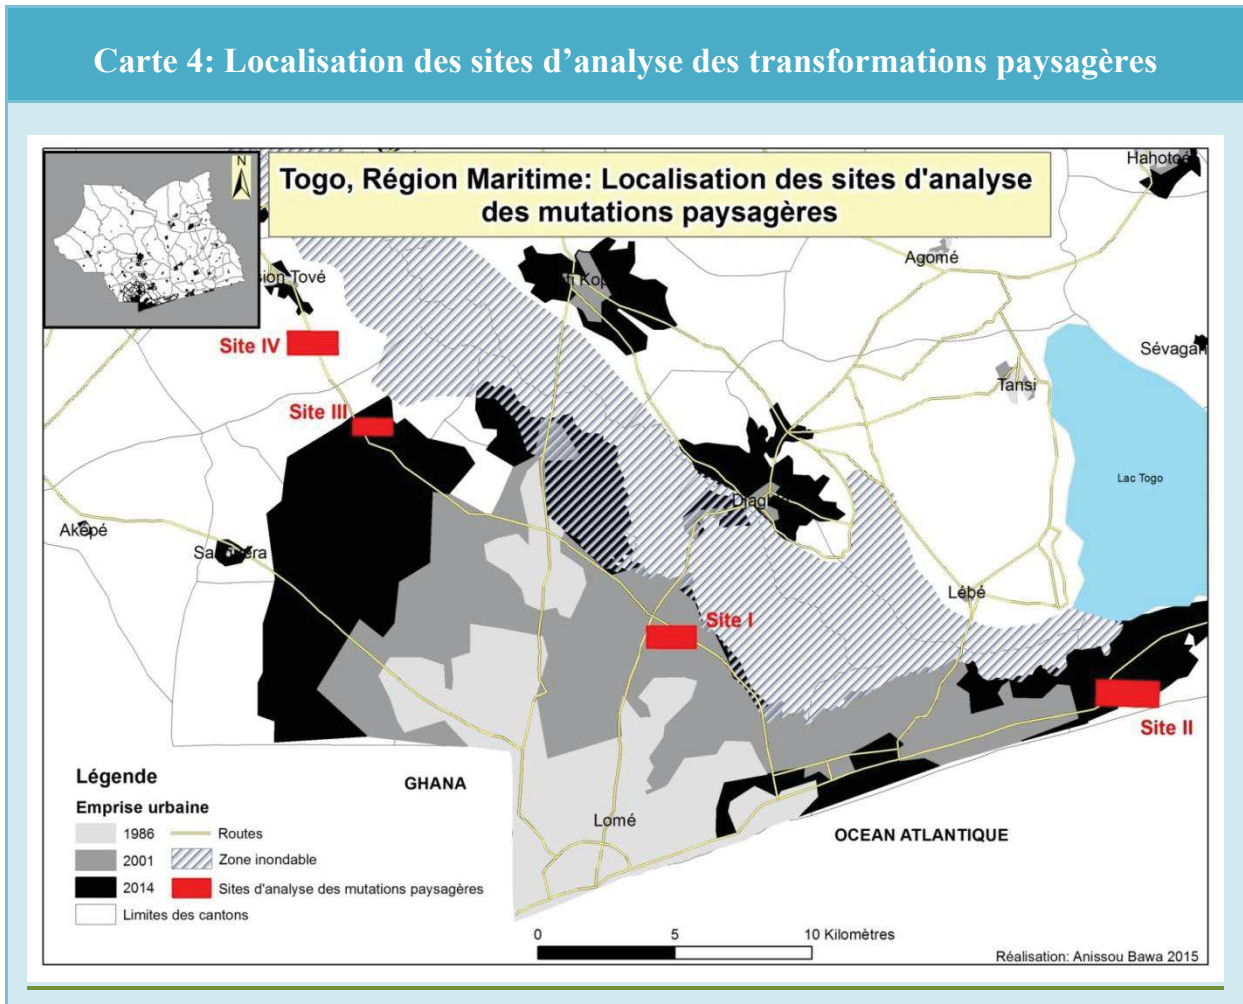 Carte 4: Localisation des sites d’analyse des transformations paysagères
N
Togo, Région Maritime: Localisation des sites d'analyse
des mutations paysagères
Agomé
Tové
Site IV
Tansi
Site III
Lac Togo
Aképé
Lébé
Site I
Site II
Légende
GHANA
Emprise urbaine
1986
Routes
Lomé
OCEAN ATLANTIQUE
2001
Zone inondable
2014
Sites d'analyse des mutations paysagères
Limites des cantons
0
5
10 Kilomètres
Réalisation: Anissou Bawa 2015